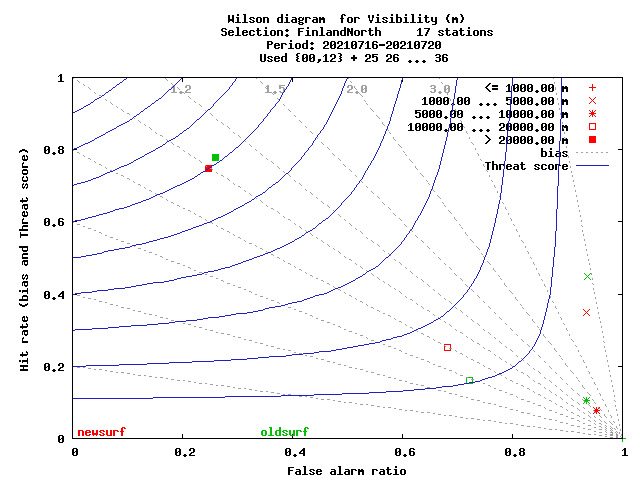 Wilson diagram  for Visibility (m)
Selection: FinlandNorth     17 stations
Period: 20210716-20210720
Used {00,12} + 25 26 ... 36
1
0.8
0.6
0.4
0.2
0
Hit rate (bias and Threat score)
1.2
1.5
2.0
3.0
<= 1000.00 m
1000.00 ... 5000.00 m
5000.00 ... 10000.00 m
10000.00 ... 20000.00 m
> 20000.00 m
bias
Threat score
newsurf
oldsurf
0
0.2
0.4
0.6
0.8
1
False alarm ratio